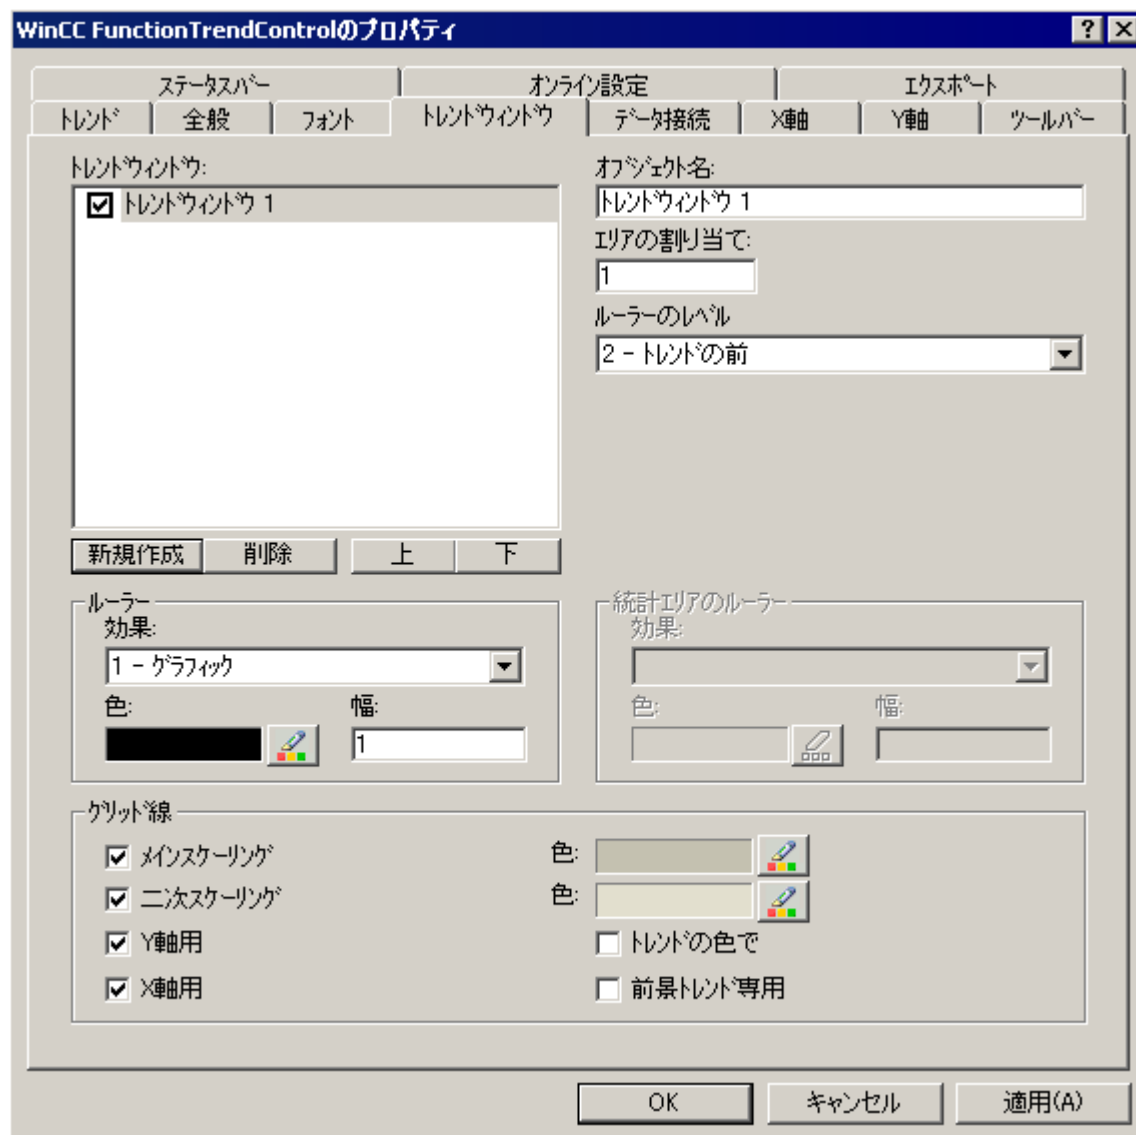 WinCC FunctionTrendControlのプロパティ
ステータスバー オンライン設定 エクスポート
トレンド 全般 フォント トレンドウィンドウ データ接続 X軸 Y軸 ツールバー
トレンドウィンドウ:
トレンドウィンドウ 1
オブジェクト名:
トレンドウィンドウ 1
エリアの割り当て:
1
ルーラーのレベル
2 - トレンドの前
新規作成 削除 上 下
ルーラー
効果:
1 - グラフィック
色: 幅:
1
統計エリアのルーラー
効果:
色: 幅:
グリッド線
メインスケーリング 色:
二次スケーリング 色:
Y軸用 トレンドの色で
X軸用 前景トレンド専用
OK キャンセル 適用(A)